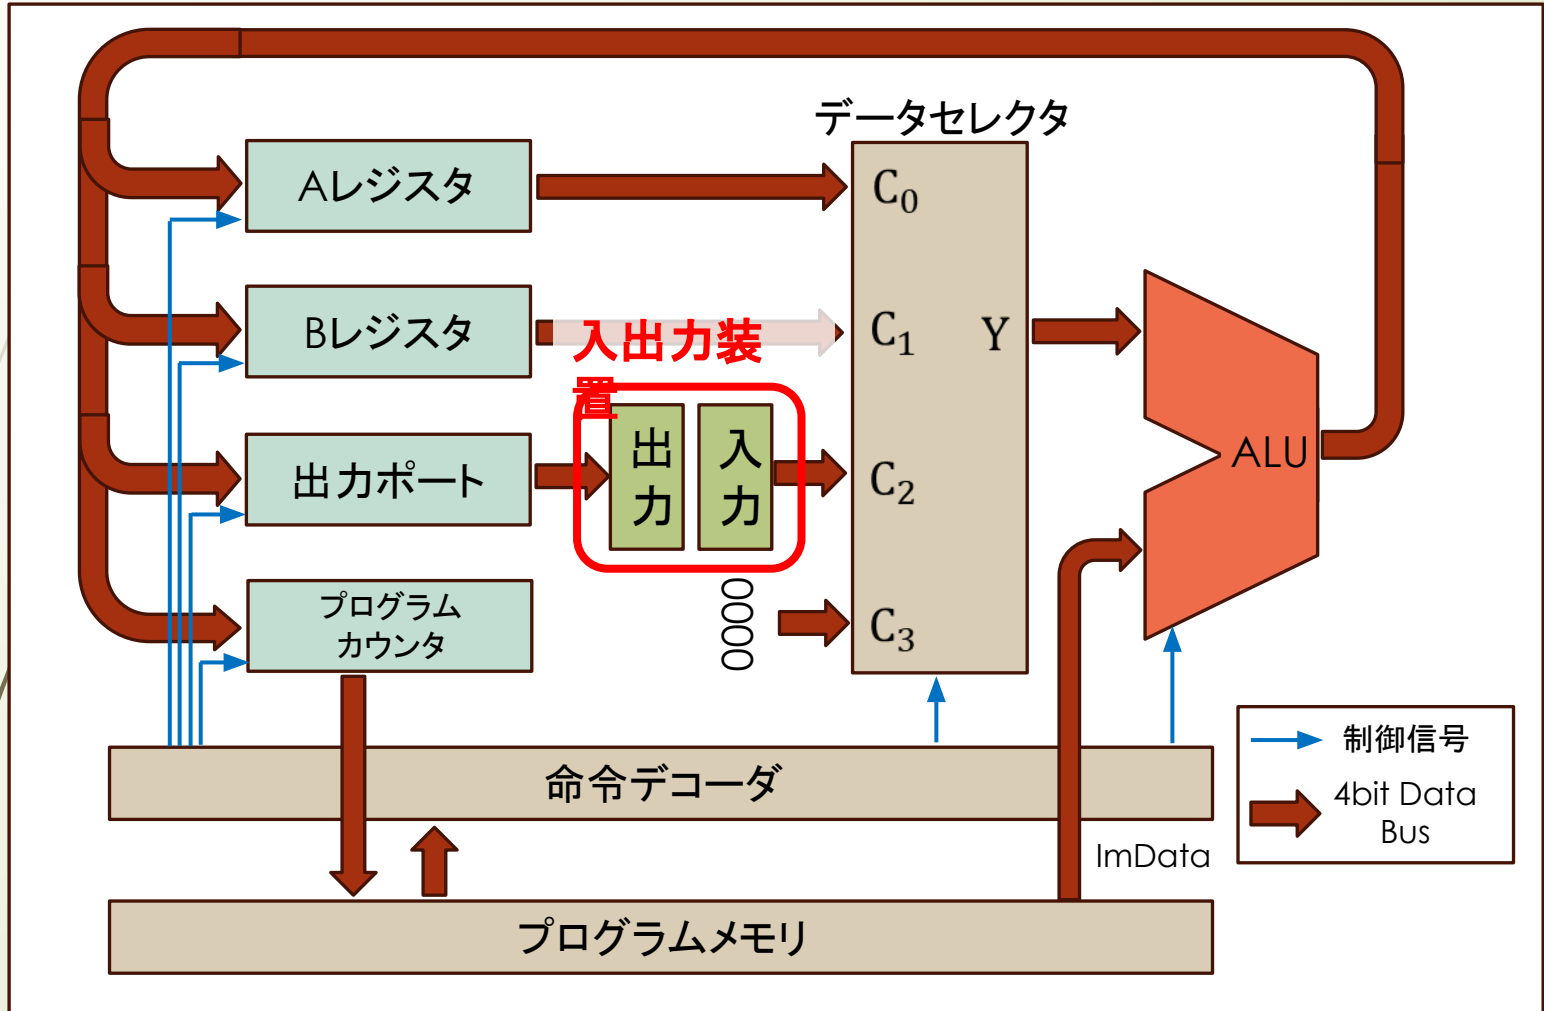 データセレクタ
Aレジスタ
C0
Bレジスタ
入出力装
置
C1
Y
出力ポート
出
力
入
力
C2
ALU
プログラム
カウンタ
0000
C3
制御信号
命令デコーダ
4bit Data
Bus
ImData
プログラムメモリ